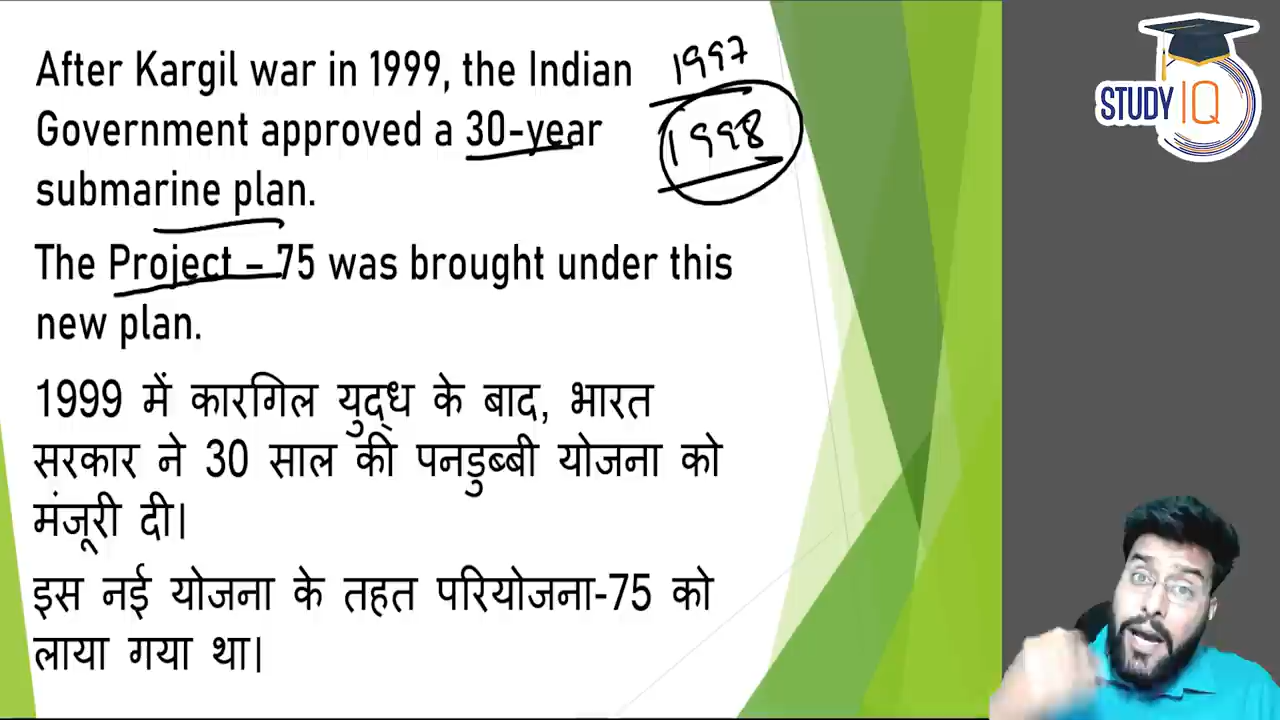 After Kargil war in 1999, the Indian
Government approved a 30-year
submarine plan.
The Project – 75 was brought under this
new plan.
1997
1998
1999 में कारगिल युद्ध के बाद, भारत
सरकार ने 30 साल की पनडुब्बी योजना को
मंजूरी दी।
इस नई योजना के तहत परियोजना-75 को
लाया गया था।
STUDY IQ